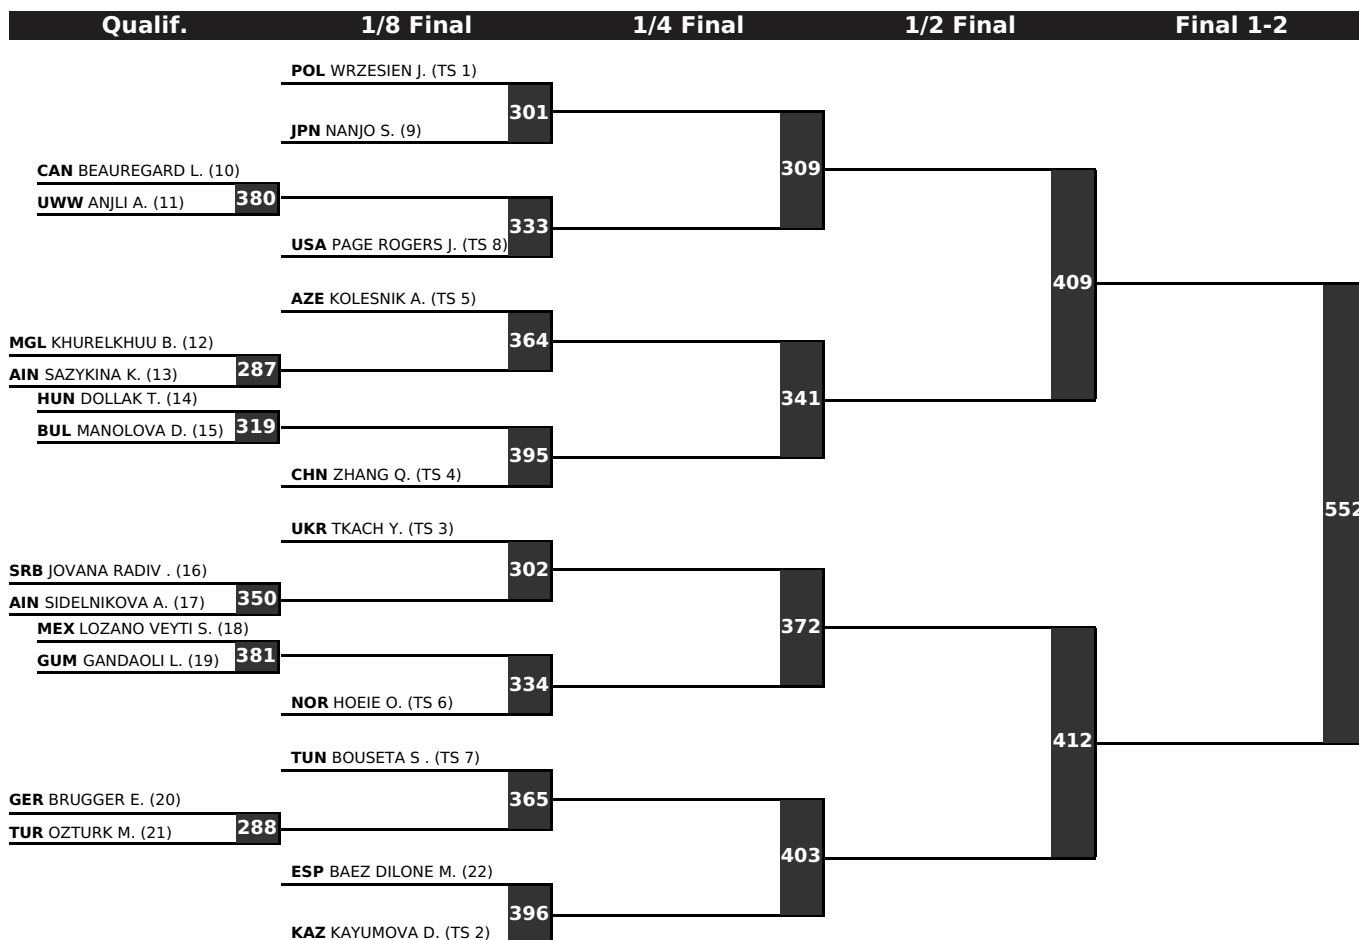 Qualif. 1/8 Final 1/4 Final 1/2 Final Final 1-2
POL WRZESIEN J. (TS 1)
301
JPN NANJO S. (9)
CAN BEAUREGARD L. (10)
309
380
UWW ANJLI A. (11)
333
USA PAGE ROGERS J. (TS 8)
409
AZE KOLESNIK A. (TS 5)
364
MGL KHURELKHUU B. (12)
287
AIN SAZYKINA K. (13)
HUN DOLLAK T. (14)
341
319
BUL MANOLOVA D. (15)
395
CHN ZHANG Q. (TS 4)
552
UKR TKACH Y. (TS 3)
302
SRB JOVANA RADIV . (16)
350
AIN SIDELNIKOVA A. (17)
MEX LOZANO VEYTI S. (18)
372
381
GUM GANDAOLI L. (19)
334
NOR HOEIE O. (TS 6)
412
TUN BOUSETA S . (TS 7)
365
GER BRUGGER E. (20)
288
TUR OZTURK M. (21)
403
ESP BAEZ DILONE M. (22)
396
KAZ KAYUMOVA D. (TS 2)